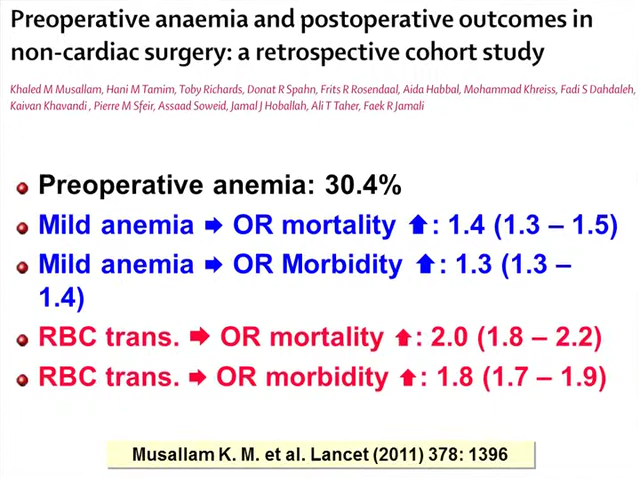 Preoperative anaemia and postoperative outcomes in
non-cardiac surgery: a retrospective cohort study
Khaled M Musallam, Hani M Tamim, Toby Richards, Donat R Spahn, Frits R Rosendaal, Aida Habbal, Mohammad Khreiss, Fadi S Dahdaleh,
Kaivan Khavandi, Pierre M Sfeir, Assaad Soweid, Jamal J Hoballah, Ali T Taher, Faek R Jamali
Preoperative anemia: 30.4%
Mild anemia ➡ OR mortality ⬆: 1.4 (1.3 – 1.5)
Mild anemia ➡ OR Morbidity ⬆: 1.3 (1.3 –
1.4)
RBC trans. ➡ OR mortality ⬆: 2.0 (1.8 – 2.2)
RBC trans. ➡ OR morbidity ⬆: 1.8 (1.7 – 1.9)
Musallam K. M. et al. Lancet (2011) 378: 1396